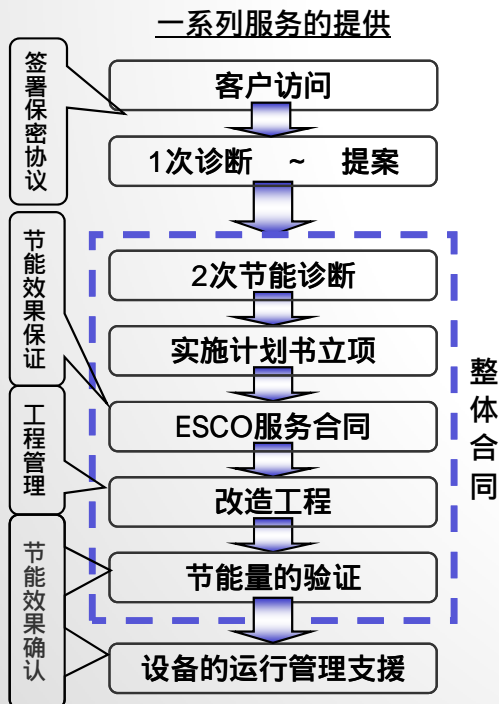 一系列服务的提供
签署保密协议
客户访问
1次诊断 ~ 提案
节能效果保证
2次节能诊断
实施计划书立项
整体合同
ESCO服务合同
工程管理
改造工程
节能量的验证
节能效果确认
设备的运行管理支援